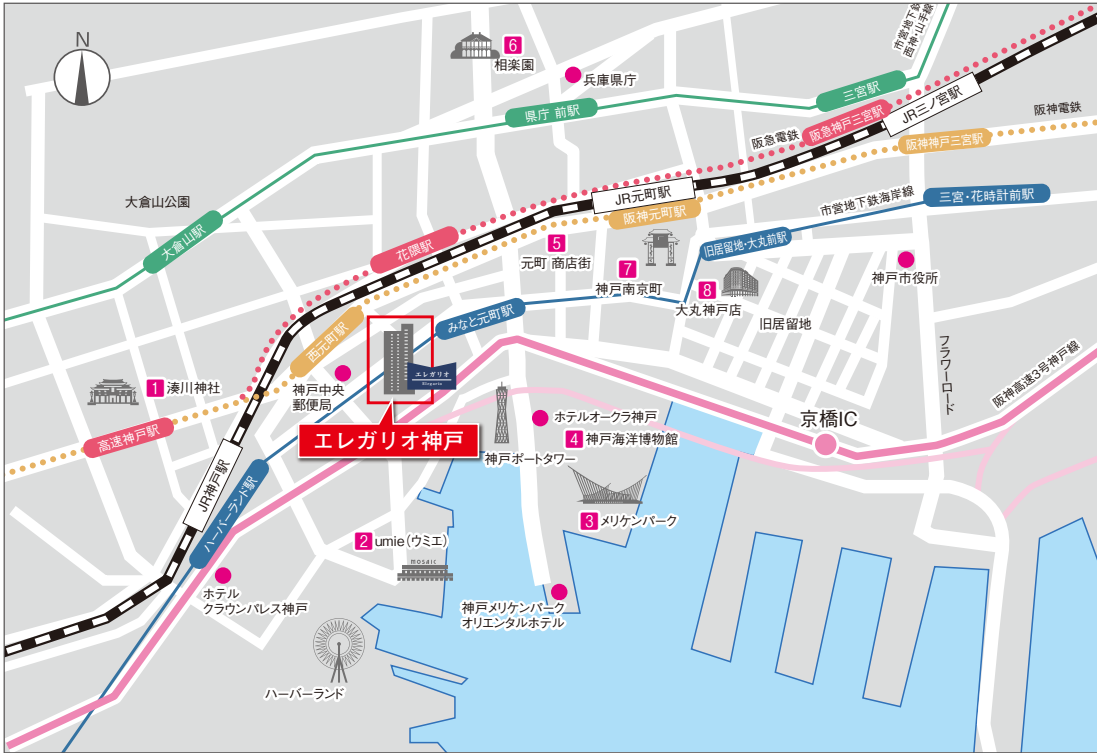 N
6
相楽園
兵庫県庁
市営地下鉄
西神・山手線
三宮駅
県庁 前駅
JR三ノ宮駅
阪急神戸三宮駅
阪急電鉄
阪神電鉄
阪神神戸三宮駅
大倉山公園
大倉山駅
JR元町駅
阪神元町駅
三宮・花時計前駅
市営地下鉄海岸線
花隈駅
5
元町 商店街
旧居留地・大丸前駅
7
神戸南京町
8
大丸神戸店
神戸市役所
旧居留地
みなと元町駅
西元町駅
エレガリオ
Elegario
フラワーロード
阪神高速3号神戸線
1
湊川神社
神戸中央
郵便局
エレガリオ神戸
高速神戸駅
ホテルオークラ神戸
4
神戸海洋博物館
神戸ポートタワー
京橋IC
JR神戸駅
ハーバーランド駅
3
メリケンパーク
2
umie(ウミエ)
MOSAIC
ホテル
クラウンパレス神戸
神戸メリケンパーク
オリエンタルホテル
ハーバーランド